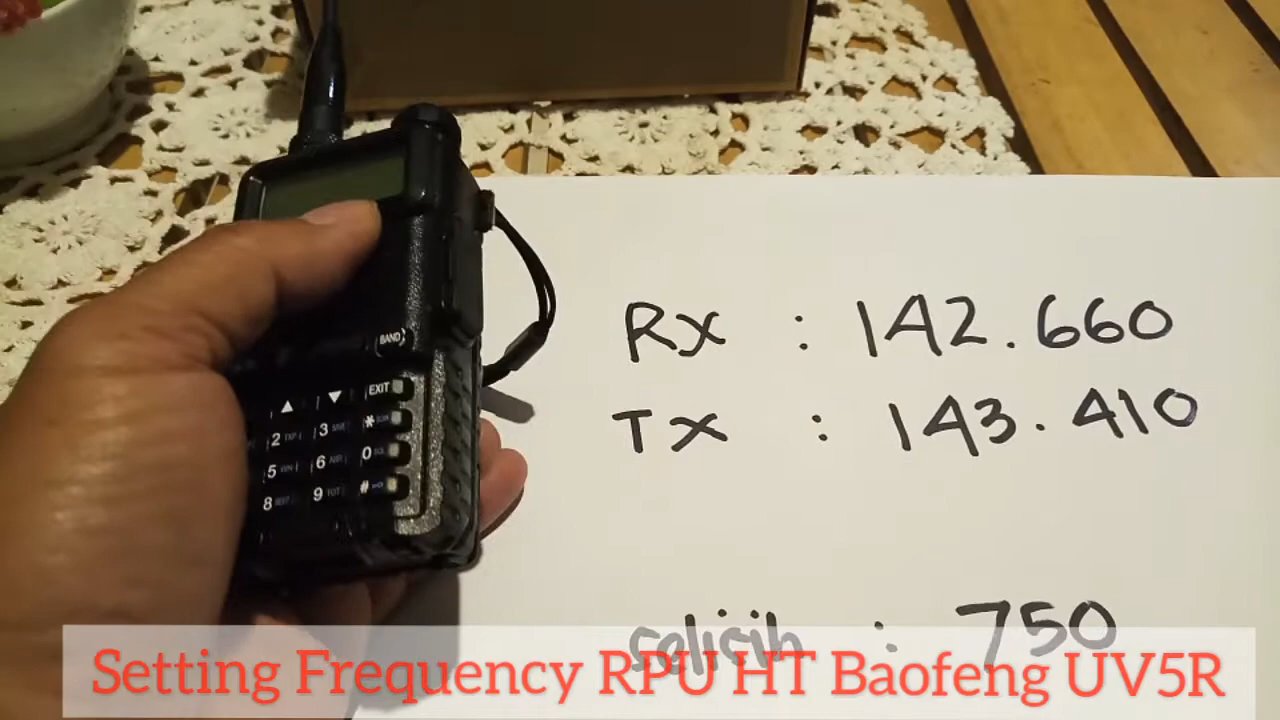 BAND
▲ ▼ EXIT
2 3 *
5 6 0
8 9 #
RX : 142.660
TX : 143.410
selisih : 750
Setting Frequency RPU HT Baofeng UV5R